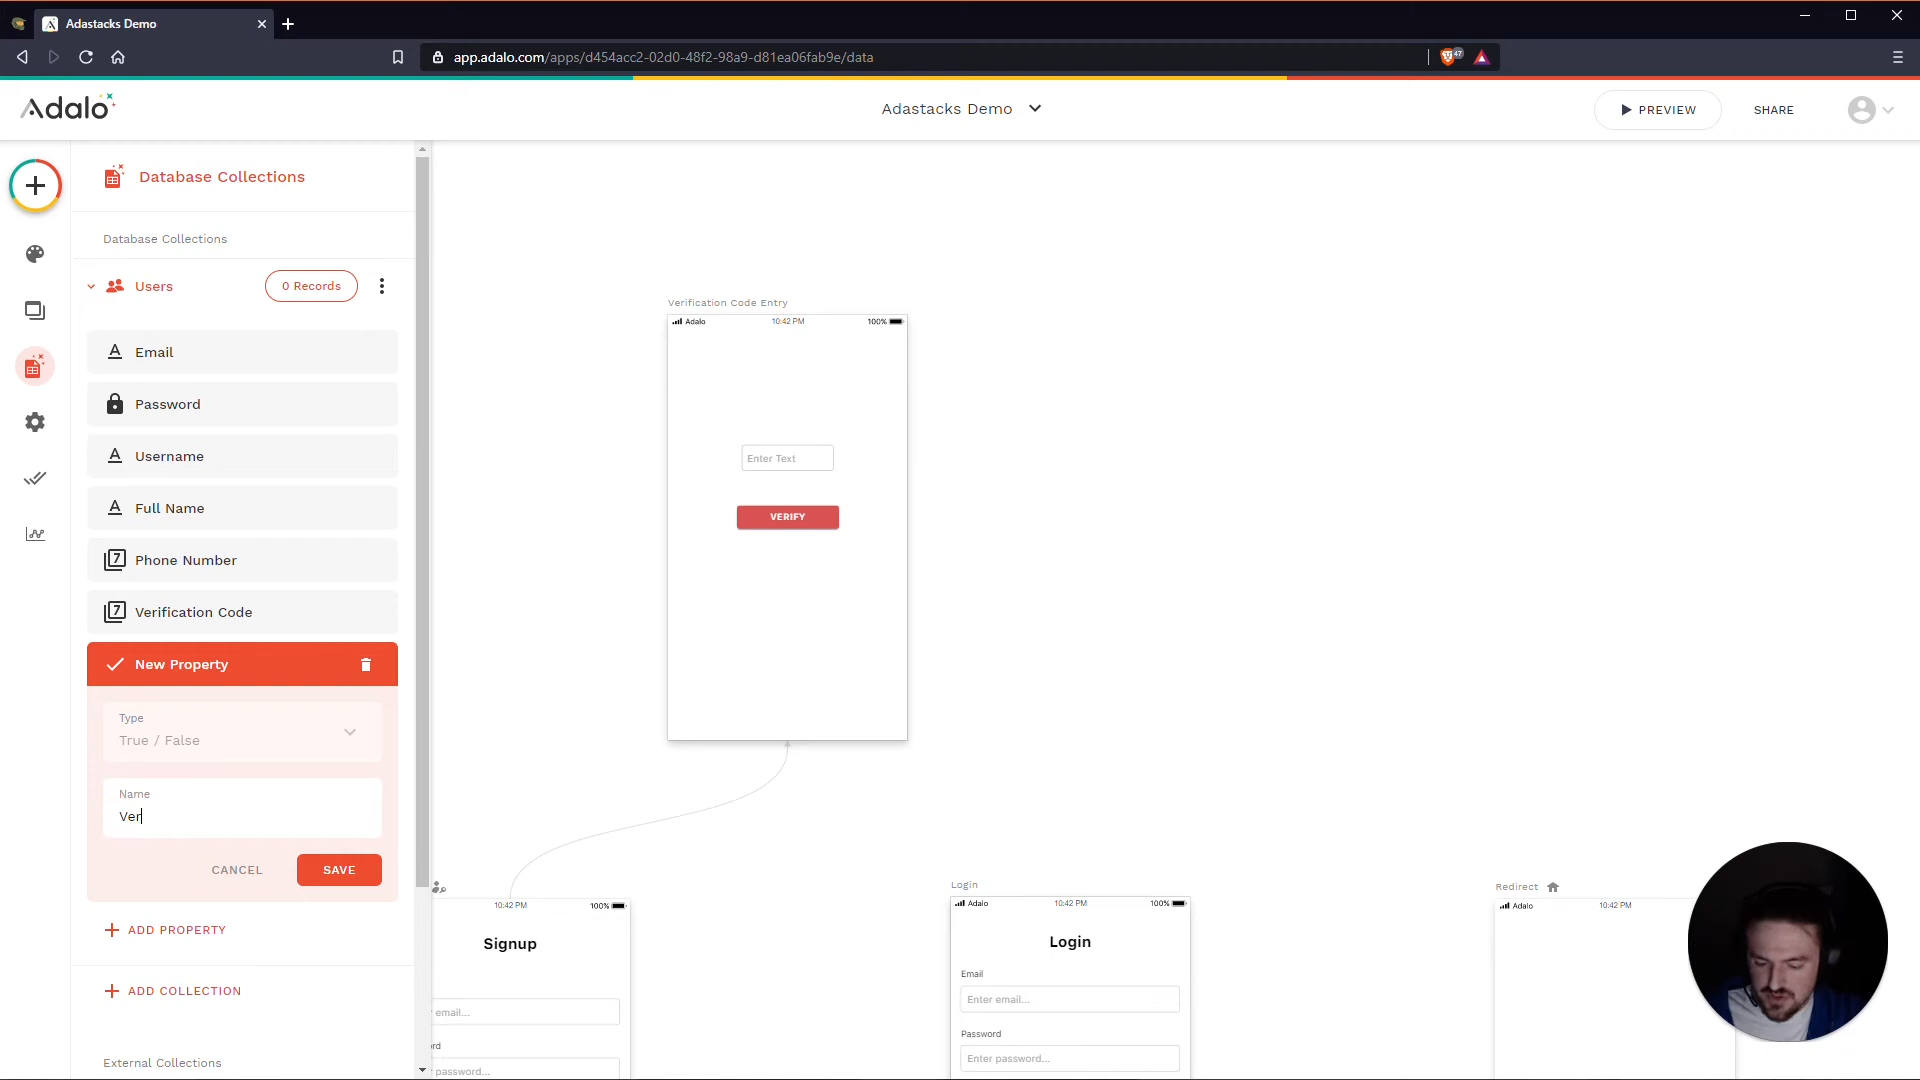 Adastacks Demo
app.adalo.com/apps/d454acc2-02d0-48f2-98a9-d81ea06fab9e/data
47
Adalo
Adastacks Demo
PREVIEW
SHARE
Database Collections
Database Collections
Users
0 Records
Email
Password
Username
Full Name
7 Phone Number
7 Verification Code
New Property
Type
True / False
Name
Ver
CANCEL
SAVE
ADD PROPERTY
ADD COLLECTION
External Collections
Verification Code Entry
Adalo 10:42 PM 100%
Enter Text
VERIFY
10:42 PM 100%
Signup
email...
rd
password...
Login
Adalo 10:42 PM 100%
Login
Email
Enter email...
Password
Enter password...
Redirect
Adalo 10:42 PM